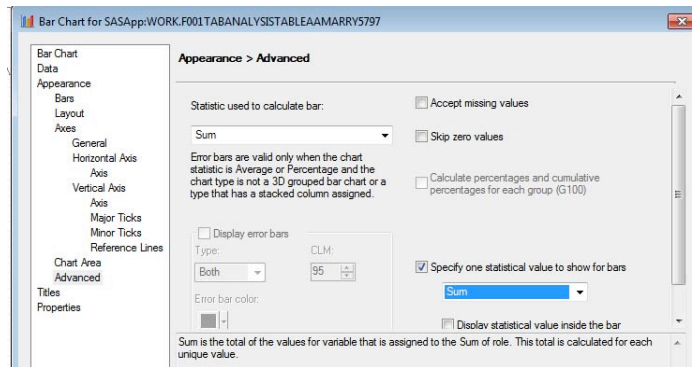 Bar Chart for SASApp:WORK.F001TABANALYSISTABLEAAMARRY5797
Bar Chart
Data
Appearance
Bars
Layout
Axes
General
Horizontal Axis
Axis
Vertical Axis
Axis
Major Ticks
Minor Ticks
Reference Lines
Chart Area
Advanced
Titles
Properties
Appearance > Advanced
Statistic used to calculate bar:
Sum
Error bars are valid only when the chart
statistic is Average or Percentage and the
chart type is not a 3D grouped bar chart or a
type that has a stacked column assigned.
Display error bars
Type:
CLM:
Both
95
Error bar color:
Accept missing values
Skip zero values
Calculate percentages and cumulative
percentages for each group (G100)
Specify one statistical value to show for bars
Sum
Display statistical value inside the bar
Sum is the total of the values for variable that is assigned to the Sum of role. This total is calculated for each
unique value.